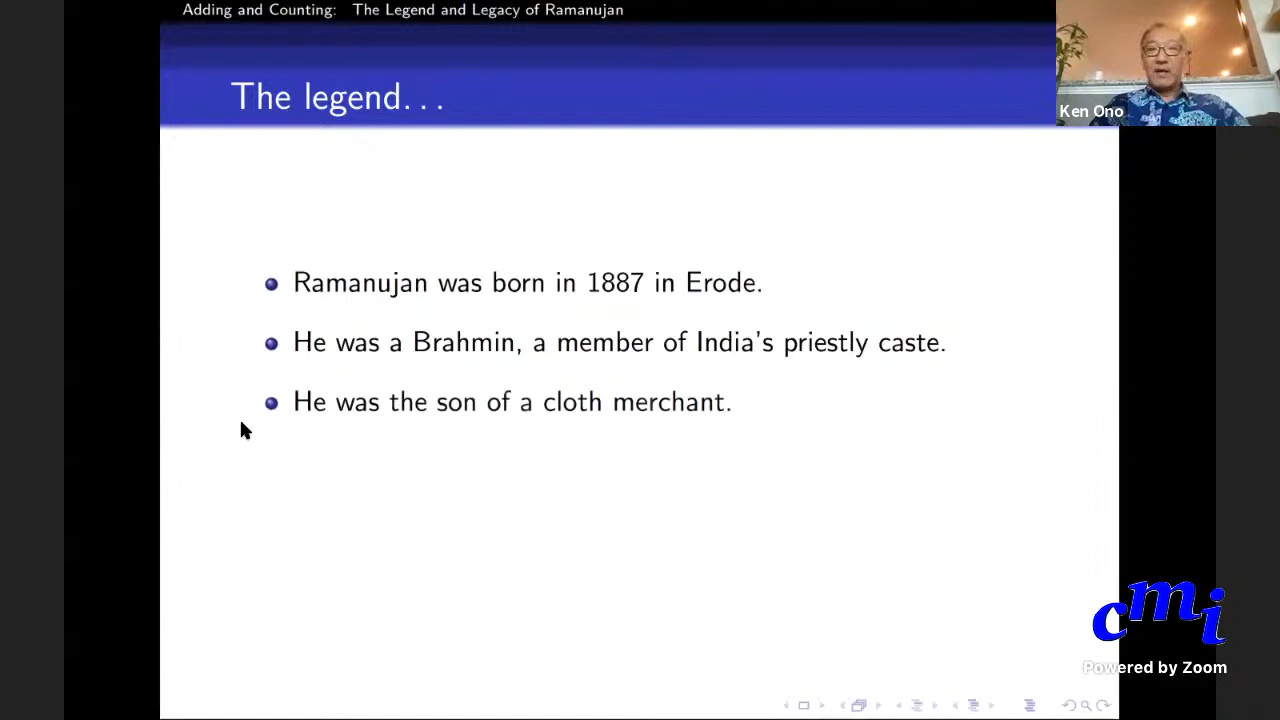 Adding and Counting: The Legend and Legacy of Ramanujan
The legend...
Ken Ono
Ramanujan was born in 1887 in Erode.
He was a Brahmin, a member of India's priestly caste.
He was the son of a cloth merchant.
cmi
Powered by Zoom